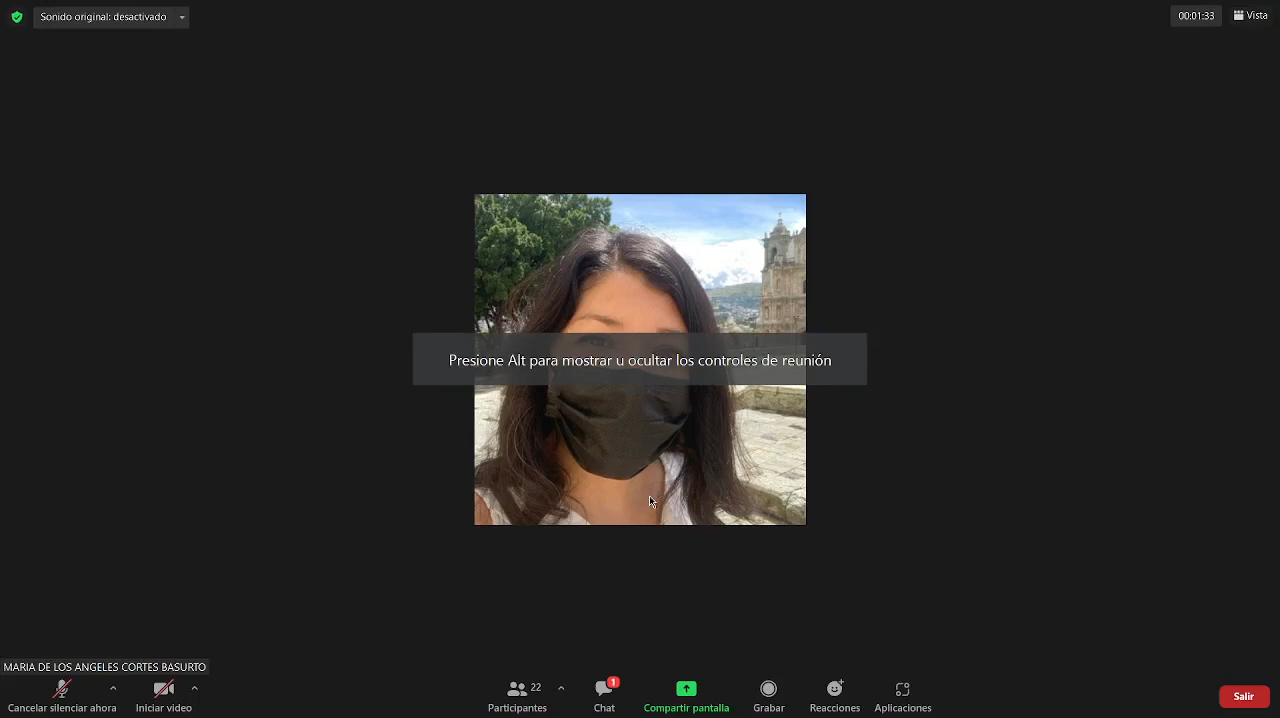 Sonido original: desactivado
00:01:33
Vista
Presione Alt para mostrar u ocultar los controles de reunión
MARIA DE LOS ANGELES CORTES BASURTO
22
1
Cancelar silenciar ahora
Iniciar video
Participantes
Chat
Compartir pantalla
Grabar
Reacciones
Aplicaciones
Salir